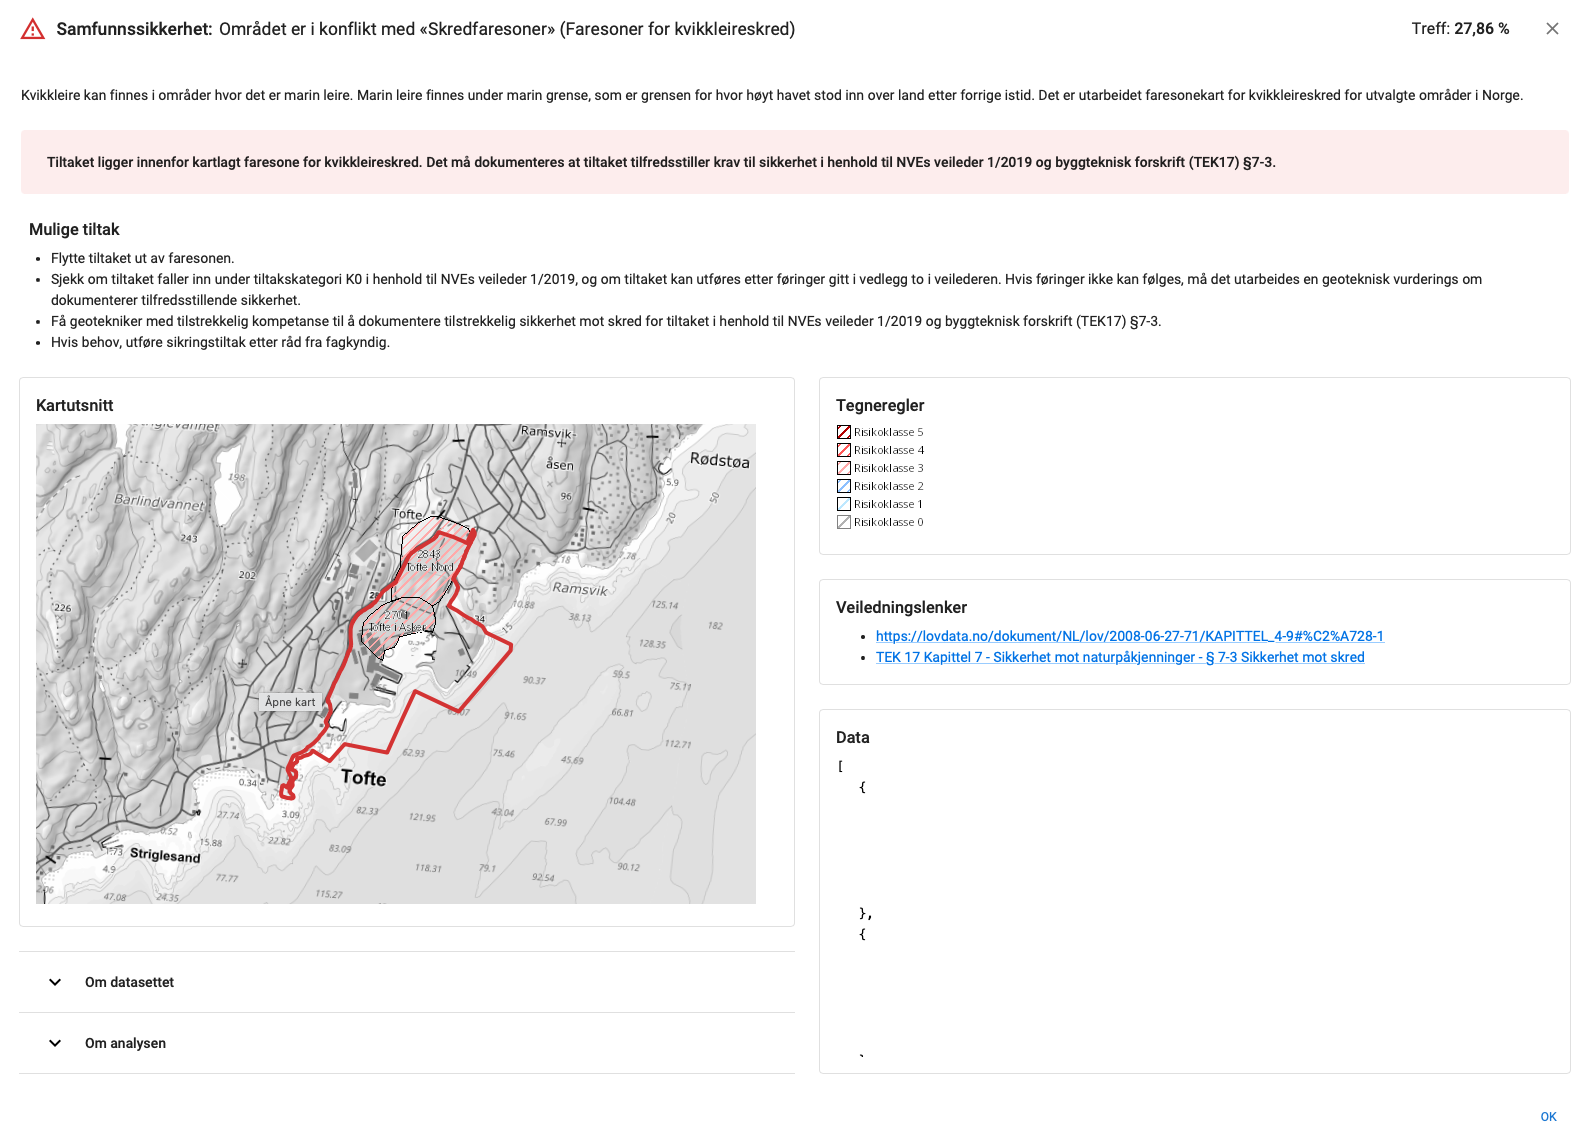 Samfunnssikkerhet: Området er i konflikt med «Skredfaresoner» (Faresoner for kvikkleireskred)
Treff: 27,86 %
Kvikkleire kan finnes i områder hvor det er marin leire. Marin leire finnes under marin grense, som er grensen for hvor høyt havet stod inn over land etter forrige istid. Det er utarbeidet faresonekart for kvikkleireskred for utvalgte områder i Norge.
Tiltaket ligger innenfor kartlagt faresone for kvikkleireskred. Det må dokumenteres at tiltaket tilfredsstiller krav til sikkerhet i henhold til NVEs veileder 1/2019 og byggteknisk forskrift (TEK17) §7-3.
Mulige tiltak
• Flytte tiltaket ut av faresonen.
• Sjekk om tiltaket faller inn under tiltakskategori K0 i henhold til NVEs veileder 1/2019, og om tiltaket kan utføres etter føringer gitt i vedlegg to i veilederen. Hvis føringer ikke kan følges, må det utarbeides en geoteknisk vurderings om
dokumenterer tilfredsstillende sikkerhet.
• Få geotekniker med tilstrekkelig kompetanse til å dokumentere tilstrekkelig sikkerhet mot skred for tiltaket i henhold til NVEs veileder 1/2019 og byggteknisk forskrift (TEK17) §7-3.
• Hvis behov, utføre sikringstiltak etter råd fra fagkyndig.
Kartutsnitt
Ramsvik-
åsen
Rødstøa
198
Barlindvannet
5.9
50
96
20
Tofte
243
2843
Tofte Nord
7.78
2.18
202
Ramsvik
226
10.88
125.14
38.13
182
2701
Tofte i Asker
34
15
128.35
10.49
90.37
59.5
75.11
Åpne kart
91.65
66.81
1.07
62.93
75.46
45.69
112.71
Tofte
0.34
3.09
104.48
27.74
82.33
121.95
43.04
67.99
0.52
15.88
22.82
83.09
1.73
Striglesand
4.9
118.31
79.1
90.12
77.77
92.54
47.08
24.35
115.27
Om datasettet
Om analysen
Tegneregler
Risikoklasse 5
Risikoklasse 4
Risikoklasse 3
Risikoklasse 2
Risikoklasse 1
Risikoklasse 0
Veiledningslenker
• https://lovdata.no/dokument/NL/lov/2008-06-27-71/KAPITTEL_4-9#%C2%A728-1
• TEK 17 Kapittel 7 - Sikkerhet mot naturpåkjenninger - § 7-3 Sikkerhet mot skred
Data
[
{
},
{
OK